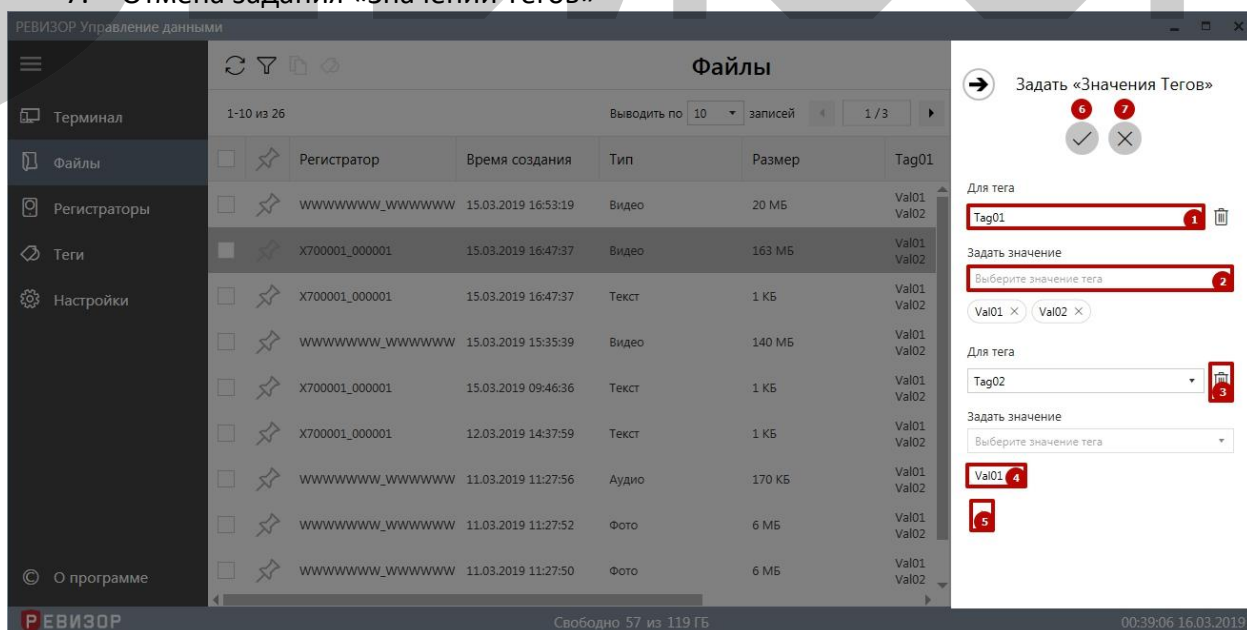 7. Отмена задания «Значений Тегов»
РЕВИЗОР Управление данными
Файлы
Терминал
Файлы
Регистраторы
Теги
Настройки
О программе
1-10 из 26 Выводить по 10 записей 1 / 3
Регистратор Время создания Тип Размер Tag01
WWWWWWW_WWWWWW 15.03.2019 16:53:19 Видео 20 МБ Val01
Val02
X700001_000001 15.03.2019 16:47:37 Видео 163 МБ Val01
Val02
X700001_000001 15.03.2019 16:47:37 Текст 1 КБ Val01
Val02
WWWWWWW_WWWWWW 15.03.2019 15:35:39 Видео 140 МБ Val01
Val02
X700001_000001 15.03.2019 09:46:36 Текст 1 КБ Val01
Val02
X700001_000001 12.03.2019 14:37:59 Текст 1 КБ Val01
Val02
WWWWWWW_WWWWWW 11.03.2019 11:27:56 Аудио 170 КБ Val01
Val02
WWWWWWW_WWWWWW 11.03.2019 11:27:52 Фото 6 МБ Val01
Val02
WWWWWWW_WWWWWW 11.03.2019 11:27:50 Фото 6 МБ Val01
Val02
Задать «Значения Тегов»
6 7
Для тега
Tag01 1
Задать значение
Выберите значение тега 2
Val01 × Val02 ×
Для тега
Tag02 3
Задать значение
Выберите значение тега
Val01 4
5
РЕВИЗОР Свободно 57 из 119 ГБ 00:39:06 16.03.2019